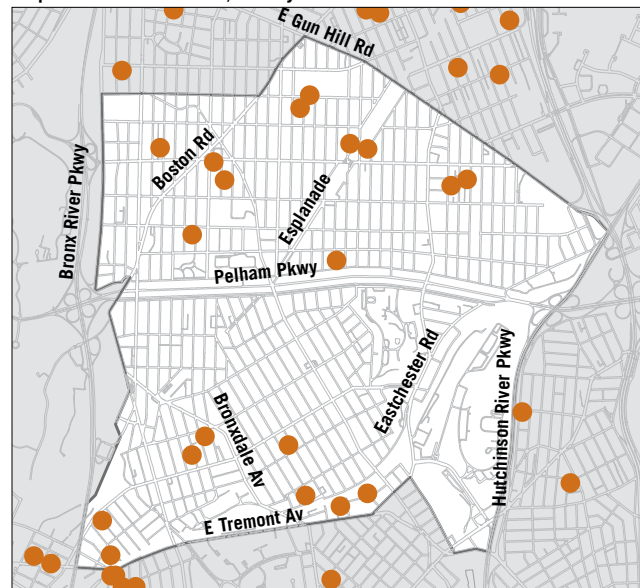 E Gun Hill Rd
Boston Rd
Bronx River Pkwy
Esplanade
Pelham Pkwy
Eastchester Rd
Hutchinson River Pkwy
Bronxdale Av
E Tremont Av